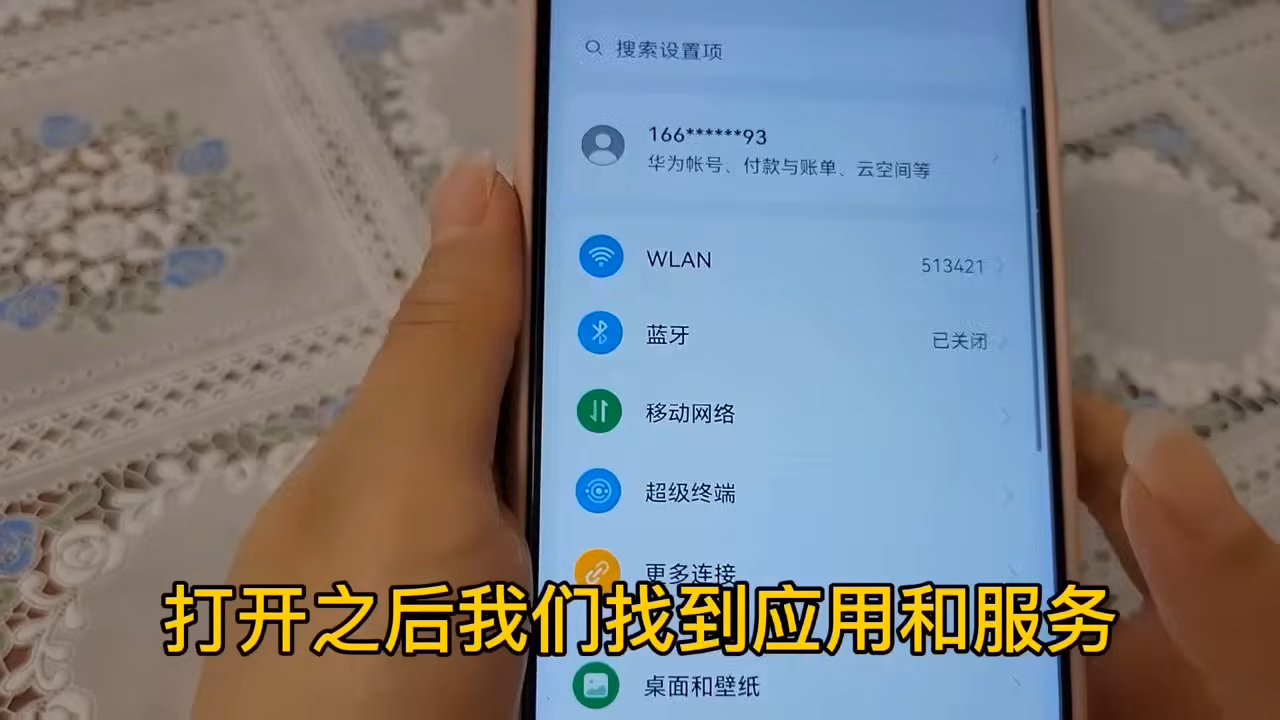 搜索设置项
166******93
华为帐号、付款与账单、云空间等
WLAN 513421
蓝牙 已关闭
移动网络
超级终端
更多连接
打开之后我们找到应用和服务
桌面和壁纸